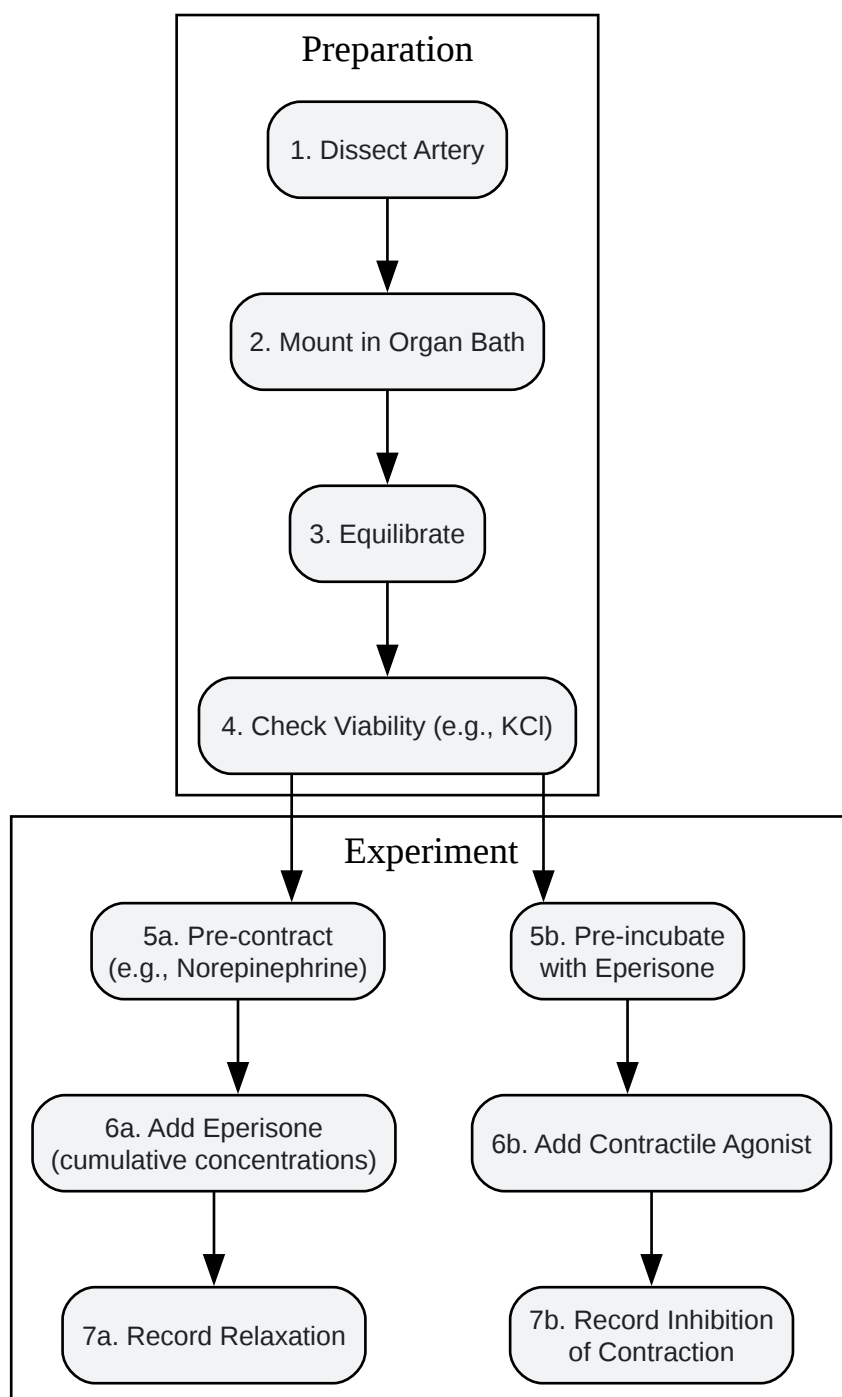 Preparation
1. Dissect Artery
2. Mount in Organ Bath
3. Equilibrate
4. Check Viability (e.g., KCl)
Experiment
5a. Pre-contract
(e.g., Norepinephrine)
5b. Pre-incubate
with Eperisone
6a. Add Eperisone
(cumulative concentrations)
6b. Add Contractile Agonist
7a. Record Relaxation
7b. Record Inhibition
of Contraction